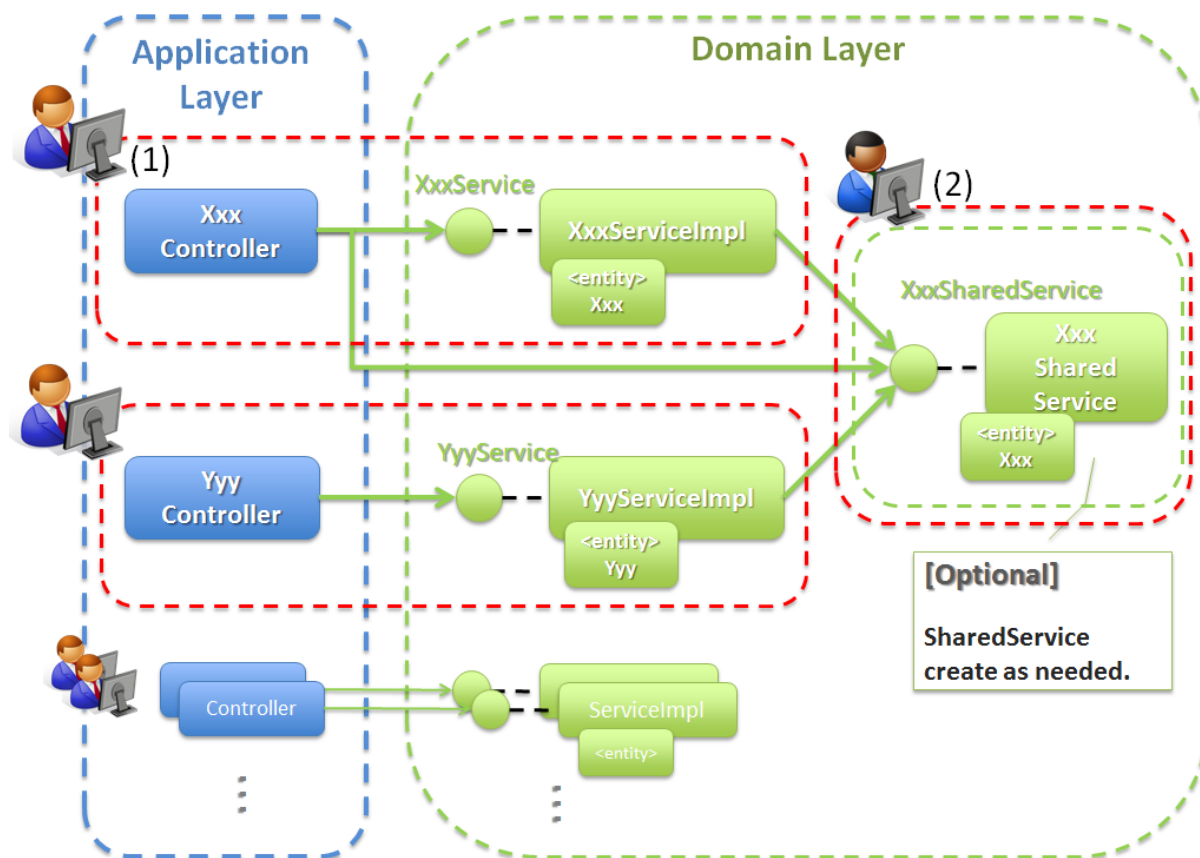 Application
Layer
Domain Layer
(1)
XxxService
Xxx
Controller
XxxServiceImpl
<entity>
Xxx
(2)
XxxSharedService
Xxx
Shared
Service
<entity>
Xxx
YyyService
Yyy
Controller
YyyServiceImpl
<entity>
Yyy
[Optional]
SharedService
create as needed.
Controller
ServiceImpl
<entity>